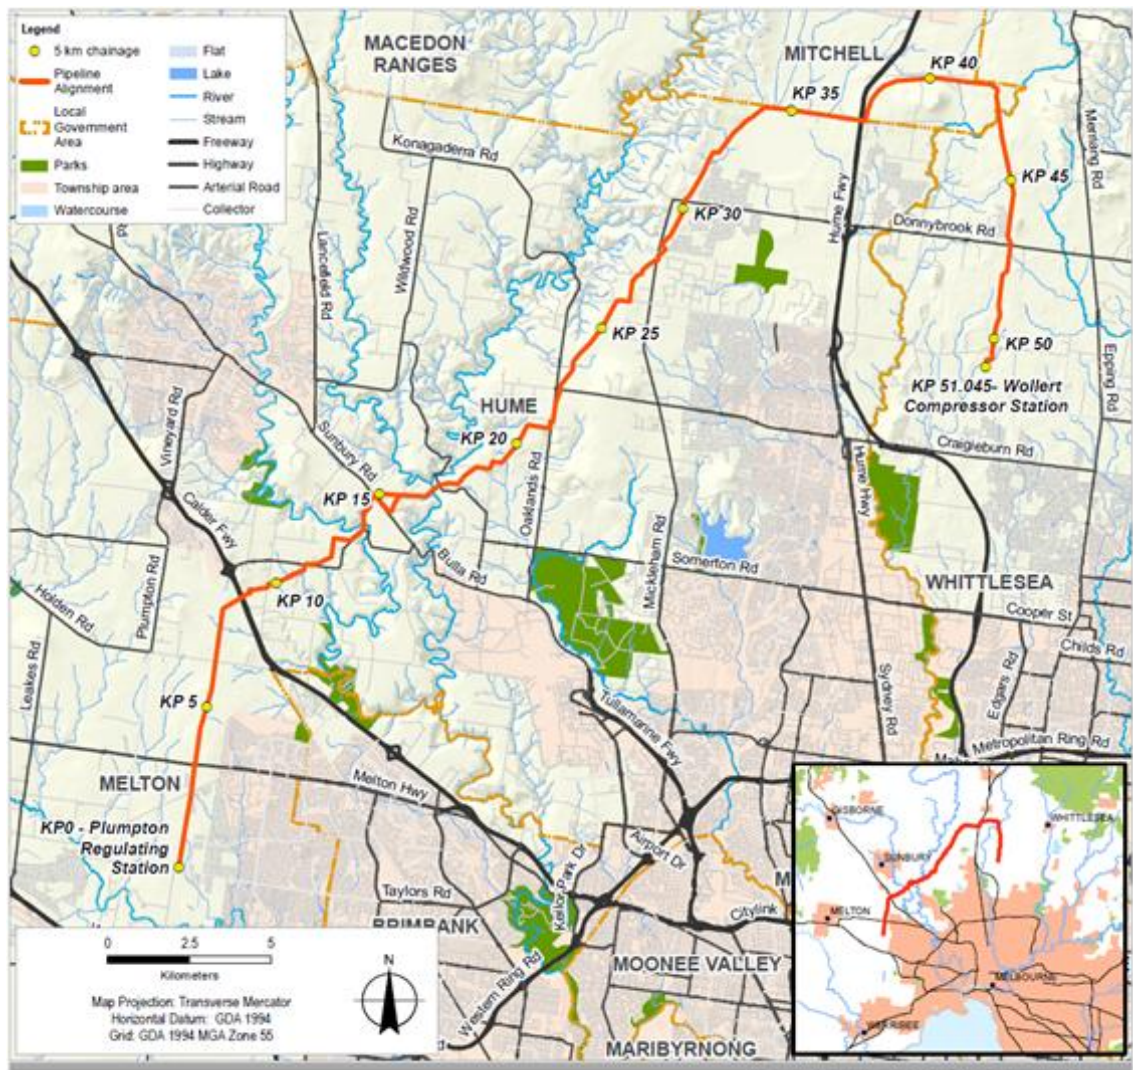 Legend
5 km chainage
Pipeline
Alignment
Local
Government
Area
Parks
Township area
Watercourse
Flat
Lake
River
Stream
Freeway
Highway
Arterial Road
Collector
MACEDON
RANGES
MITCHELL
KP 40
KP 35
Konagaderra Rd
Merriang Rd
KP 45
Rd
Lancefield Rd
Wildwood Rd
KP 30
Hume Fwy
Donnybrook Rd
KP 25
KP 50
Epping Rd
KP 51.045- Wollert
Compressor Station
Vineyard Rd
HUME
Sunbury Rd
KP 20
Craigieburn Rd
Hume Hwy
KP 15
Oaklands Rd
Calder Fwy
Bulla Rd
Mickleham Rd
Somerton Rd
WHITTLESEA
KP 10
Plumpton Rd
Holden Rd
Cooper St
Childs Rd
Leakes Rd
KP 5
Sydney Rd
Edgars Rd
Tullamarine Fwy
Metropolitan Ring Rd
MELTON
Melton Hwy
KP0 - Plumpton
Regulating
Station
Airport Dr
Keilor Park Dr
Taylors Rd
Citylink
BRIMBANK
MOONEE VALLEY
Western Ring Rd
MARIBYRNONG
0 2.5 5
Kilometers
Map Projection: Transverse Mercator
Horizontal Datum: GDA 1994
Grid: GDA 1994 MGA Zone 55
N
GISBORNE
WHITTLESEA
SUNBURY
MELTON
MELBOURNE
WERRIBEE